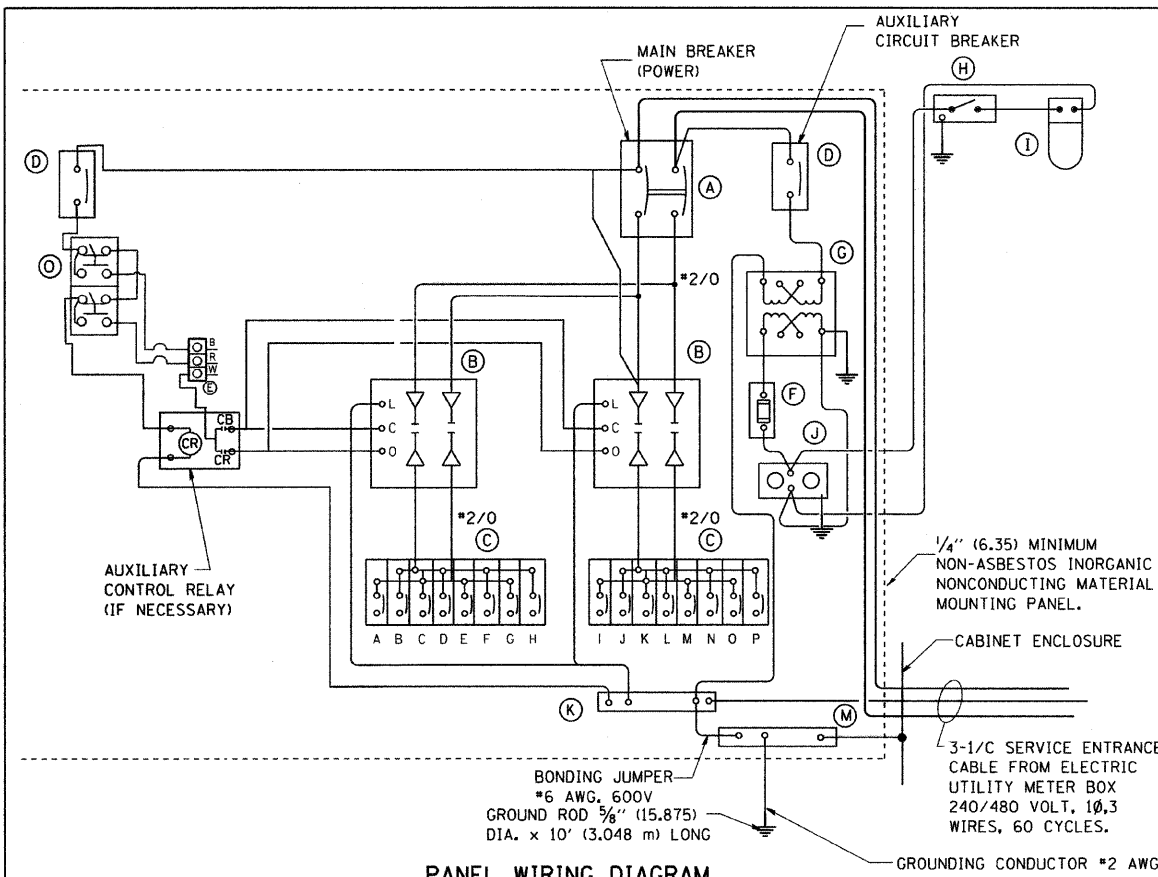 AUXILIARY
CIRCUIT BREAKER
MAIN BREAKER
(POWER)
H
D
D
I
A
G
O
#2/O
B
R
W
E
B
B
F
L
C
O
L
C
O
J
CB
CR
CR
#2/O
C
#2/O
C
AUXILIARY
CONTROL RELAY
(IF NECESSARY)
1/4" (6.35) MINIMUM
NON-ASBESTOS INORGANIC
NONCONDUCTING MATERIAL
MOUNTING PANEL.
A B C D E F G H
I J K L M N O P
CABINET ENCLOSURE
K
M
3-1/C SERVICE ENTRANCE
CABLE FROM ELECTRIC
UTILITY METER BOX
240/480 VOLT, 1Ø,3
WIRES, 60 CYCLES.
BONDING JUMPER
#6 AWG. 600V
GROUND ROD 5/8" (15.875)
DIA. x 10' (3.048 m) LONG
GROUNDING CONDUCTOR #2 AWG
PANEL WIRING DIAGRAM